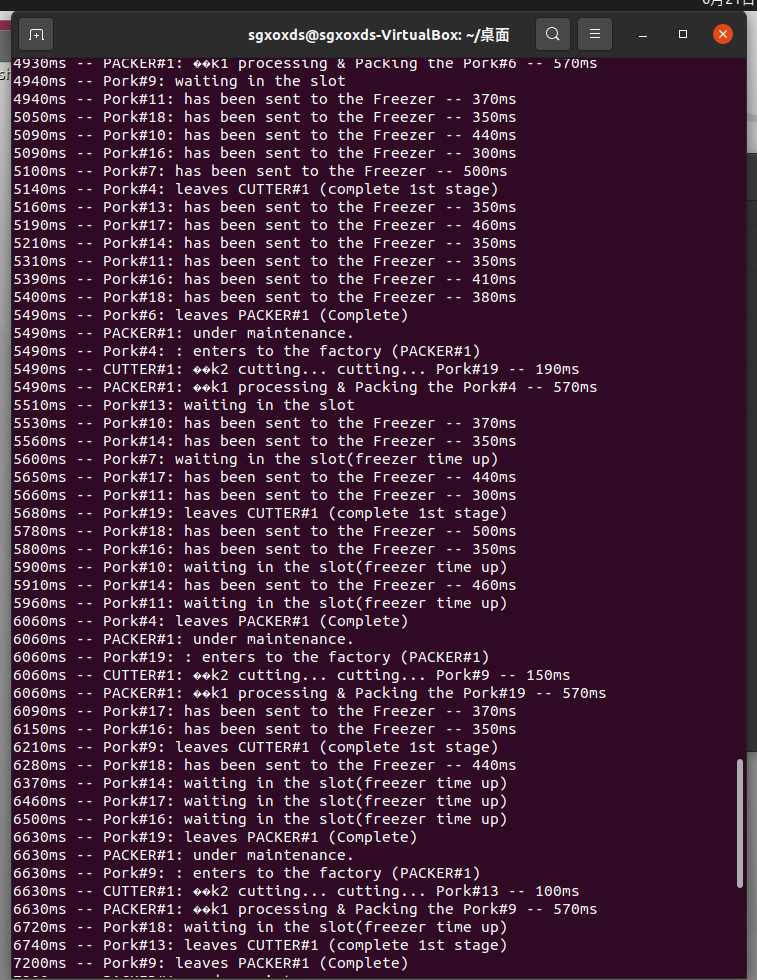 6月21日
sgxoxds@sgxoxds-VirtualBox: ~/桌面
4930ms -- PACKER#1: ��k1 processing & Packing the Pork#6 -- 570ms
4940ms -- Pork#9: waiting in the slot
4940ms -- Pork#11: has been sent to the Freezer -- 370ms
5050ms -- Pork#18: has been sent to the Freezer -- 350ms
5090ms -- Pork#10: has been sent to the Freezer -- 440ms
5090ms -- Pork#16: has been sent to the Freezer -- 300ms
5100ms -- Pork#7: has been sent to the Freezer -- 500ms
5140ms -- Pork#4: leaves CUTTER#1 (complete 1st stage)
5160ms -- Pork#13: has been sent to the Freezer -- 350ms
5190ms -- Pork#17: has been sent to the Freezer -- 460ms
5210ms -- Pork#14: has been sent to the Freezer -- 350ms
5310ms -- Pork#11: has been sent to the Freezer -- 350ms
5390ms -- Pork#16: has been sent to the Freezer -- 410ms
5400ms -- Pork#18: has been sent to the Freezer -- 380ms
5490ms -- Pork#6: leaves PACKER#1 (Complete)
5490ms -- PACKER#1: under maintenance.
5490ms -- Pork#4: : enters to the factory (PACKER#1)
5490ms -- CUTTER#1: ��k2 cutting... cutting... Pork#19 -- 190ms
5490ms -- PACKER#1: ��k1 processing & Packing the Pork#4 -- 570ms
5510ms -- Pork#13: waiting in the slot
5530ms -- Pork#10: has been sent to the Freezer -- 370ms
5560ms -- Pork#14: has been sent to the Freezer -- 350ms
5600ms -- Pork#7: waiting in the slot(freezer time up)
5650ms -- Pork#17: has been sent to the Freezer -- 440ms
5660ms -- Pork#11: has been sent to the Freezer -- 300ms
5680ms -- Pork#19: leaves CUTTER#1 (complete 1st stage)
5780ms -- Pork#18: has been sent to the Freezer -- 500ms
5800ms -- Pork#16: has been sent to the Freezer -- 350ms
5900ms -- Pork#10: waiting in the slot(freezer time up)
5910ms -- Pork#14: has been sent to the Freezer -- 460ms
5960ms -- Pork#11: waiting in the slot(freezer time up)
6060ms -- Pork#4: leaves PACKER#1 (Complete)
6060ms -- PACKER#1: under maintenance.
6060ms -- Pork#19: : enters to the factory (PACKER#1)
6060ms -- CUTTER#1: ��k2 cutting... cutting... Pork#9 -- 150ms
6060ms -- PACKER#1: ��k1 processing & Packing the Pork#19 -- 570ms
6090ms -- Pork#17: has been sent to the Freezer -- 370ms
6150ms -- Pork#16: has been sent to the Freezer -- 350ms
6210ms -- Pork#9: leaves CUTTER#1 (complete 1st stage)
6280ms -- Pork#18: has been sent to the Freezer -- 440ms
6370ms -- Pork#14: waiting in the slot(freezer time up)
6460ms -- Pork#17: waiting in the slot(freezer time up)
6500ms -- Pork#16: waiting in the slot(freezer time up)
6630ms -- Pork#19: leaves PACKER#1 (Complete)
6630ms -- PACKER#1: under maintenance.
6630ms -- Pork#9: : enters to the factory (PACKER#1)
6630ms -- CUTTER#1: ��k2 cutting... cutting... Pork#13 -- 100ms
6630ms -- PACKER#1: ��k1 processing & Packing the Pork#9 -- 570ms
6720ms -- Pork#18: waiting in the slot(freezer time up)
6740ms -- Pork#13: leaves CUTTER#1 (complete 1st stage)
7200ms -- Pork#9: leaves PACKER#1 (Complete)